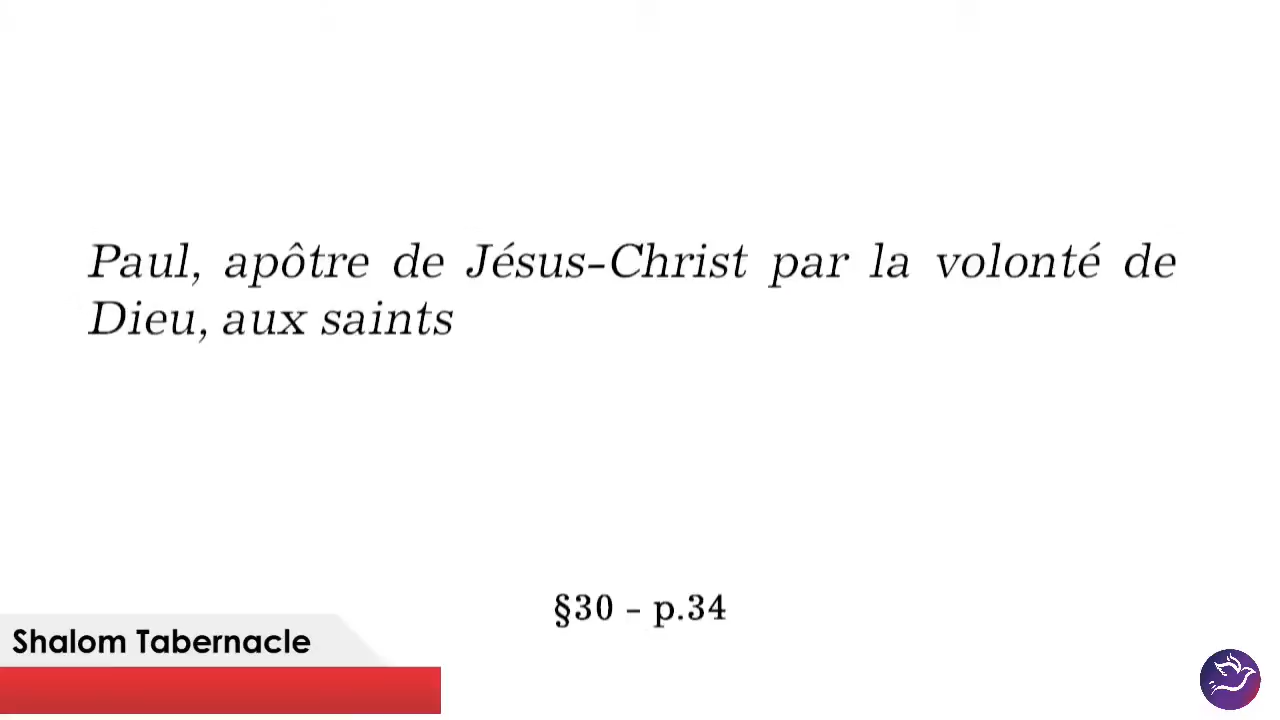 Paul, apôtre de Jésus-Christ par la volonté de
Dieu, aux saints
§30 - p.34
Shalom Tabernacle